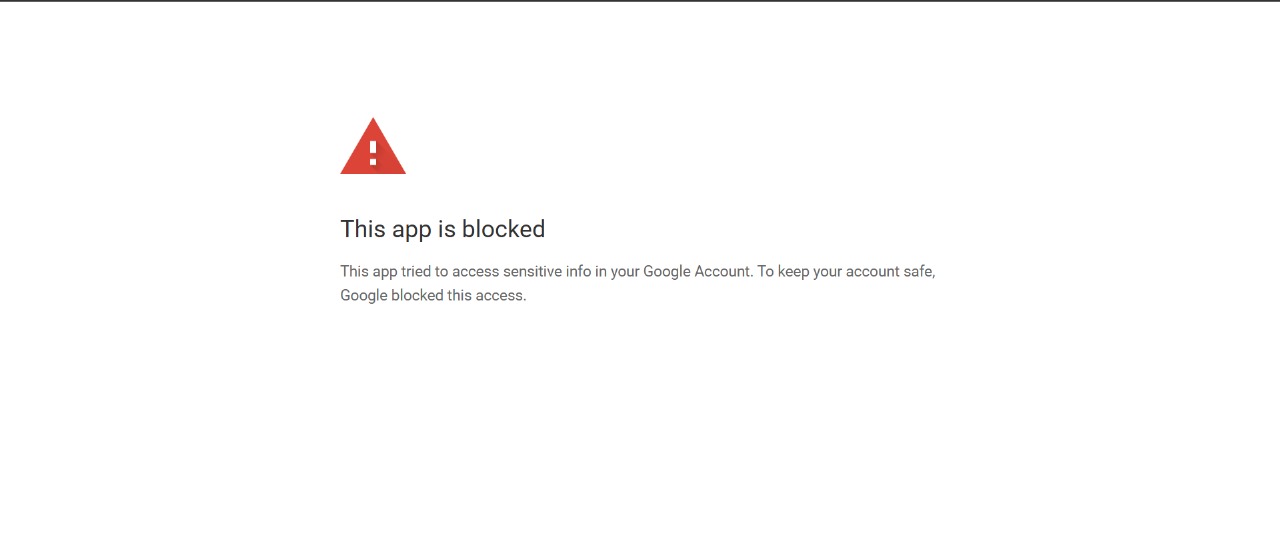 This app is blocked
This app tried to access sensitive info in your Google Account. To keep your account safe,
Google blocked this access.